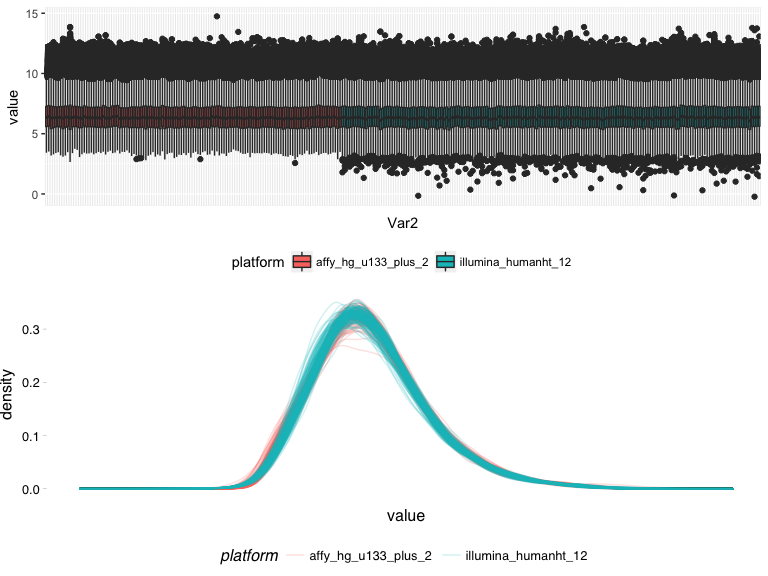 15
10
5
0
value
Var2
platform affy_hg_u133_plus_2 illumina_humanht_12
0.3
0.2
0.1
0.0
density
value
platform affy_hg_u133_plus_2 illumina_humanht_12